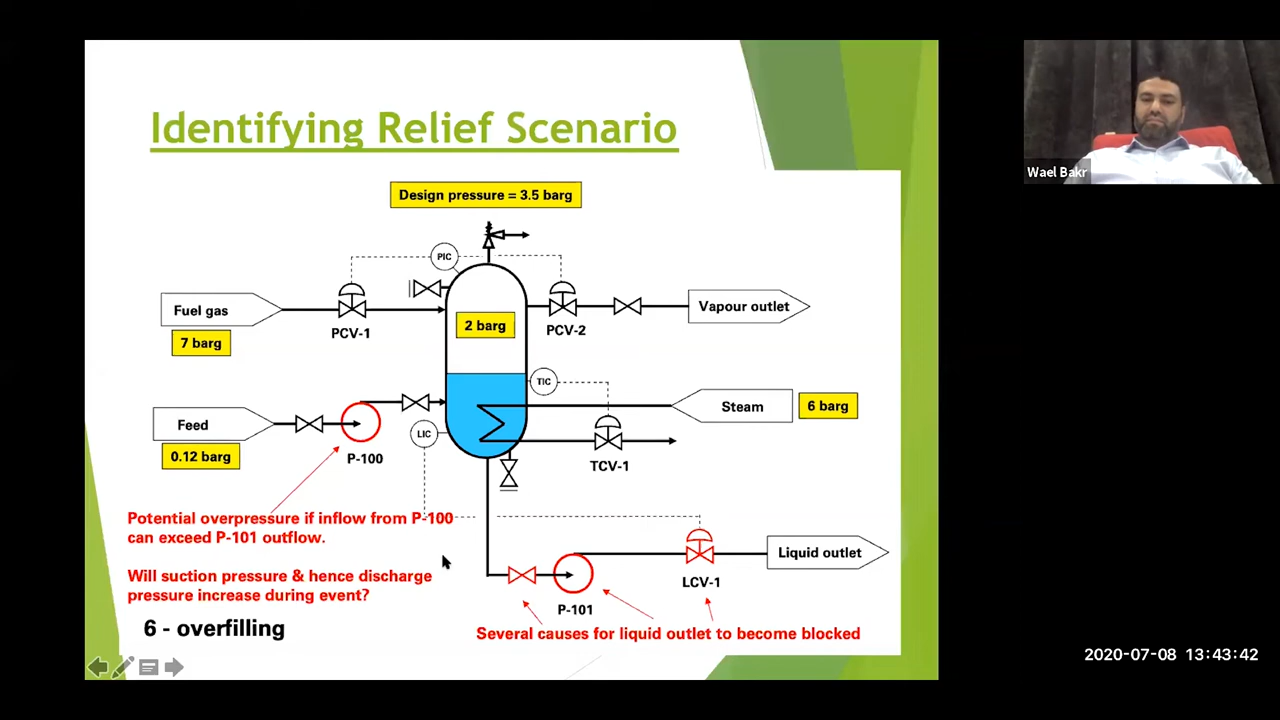 Identifying Relief Scenario
Wael Bakr
Design pressure = 3.5 barg
PIC
Fuel gas
7 barg
PCV-1
2 barg
PCV-2
Vapour outlet
TIC
Feed
0.12 barg
P-100
LIC
Steam
6 barg
TCV-1
Potential overpressure if inflow from P-100
can exceed P-101 outflow.
Will suction pressure & hence discharge
pressure increase during event?
6 - overfilling
P-101
LCV-1
Liquid outlet
Several causes for liquid outlet to become blocked
2020-07-08 13:43:42